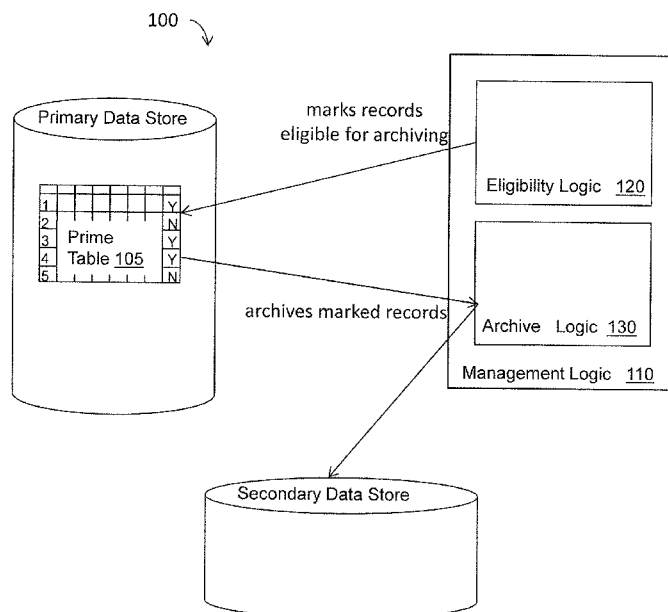 100
Primary Data Store
1 Y
2 N
3 Prime Y
4 Table 105 Y
5 N
marks records
eligible for archiving
Eligibility Logic 120
archives marked records
Archive Logic 130
Management Logic 110
Secondary Data Store